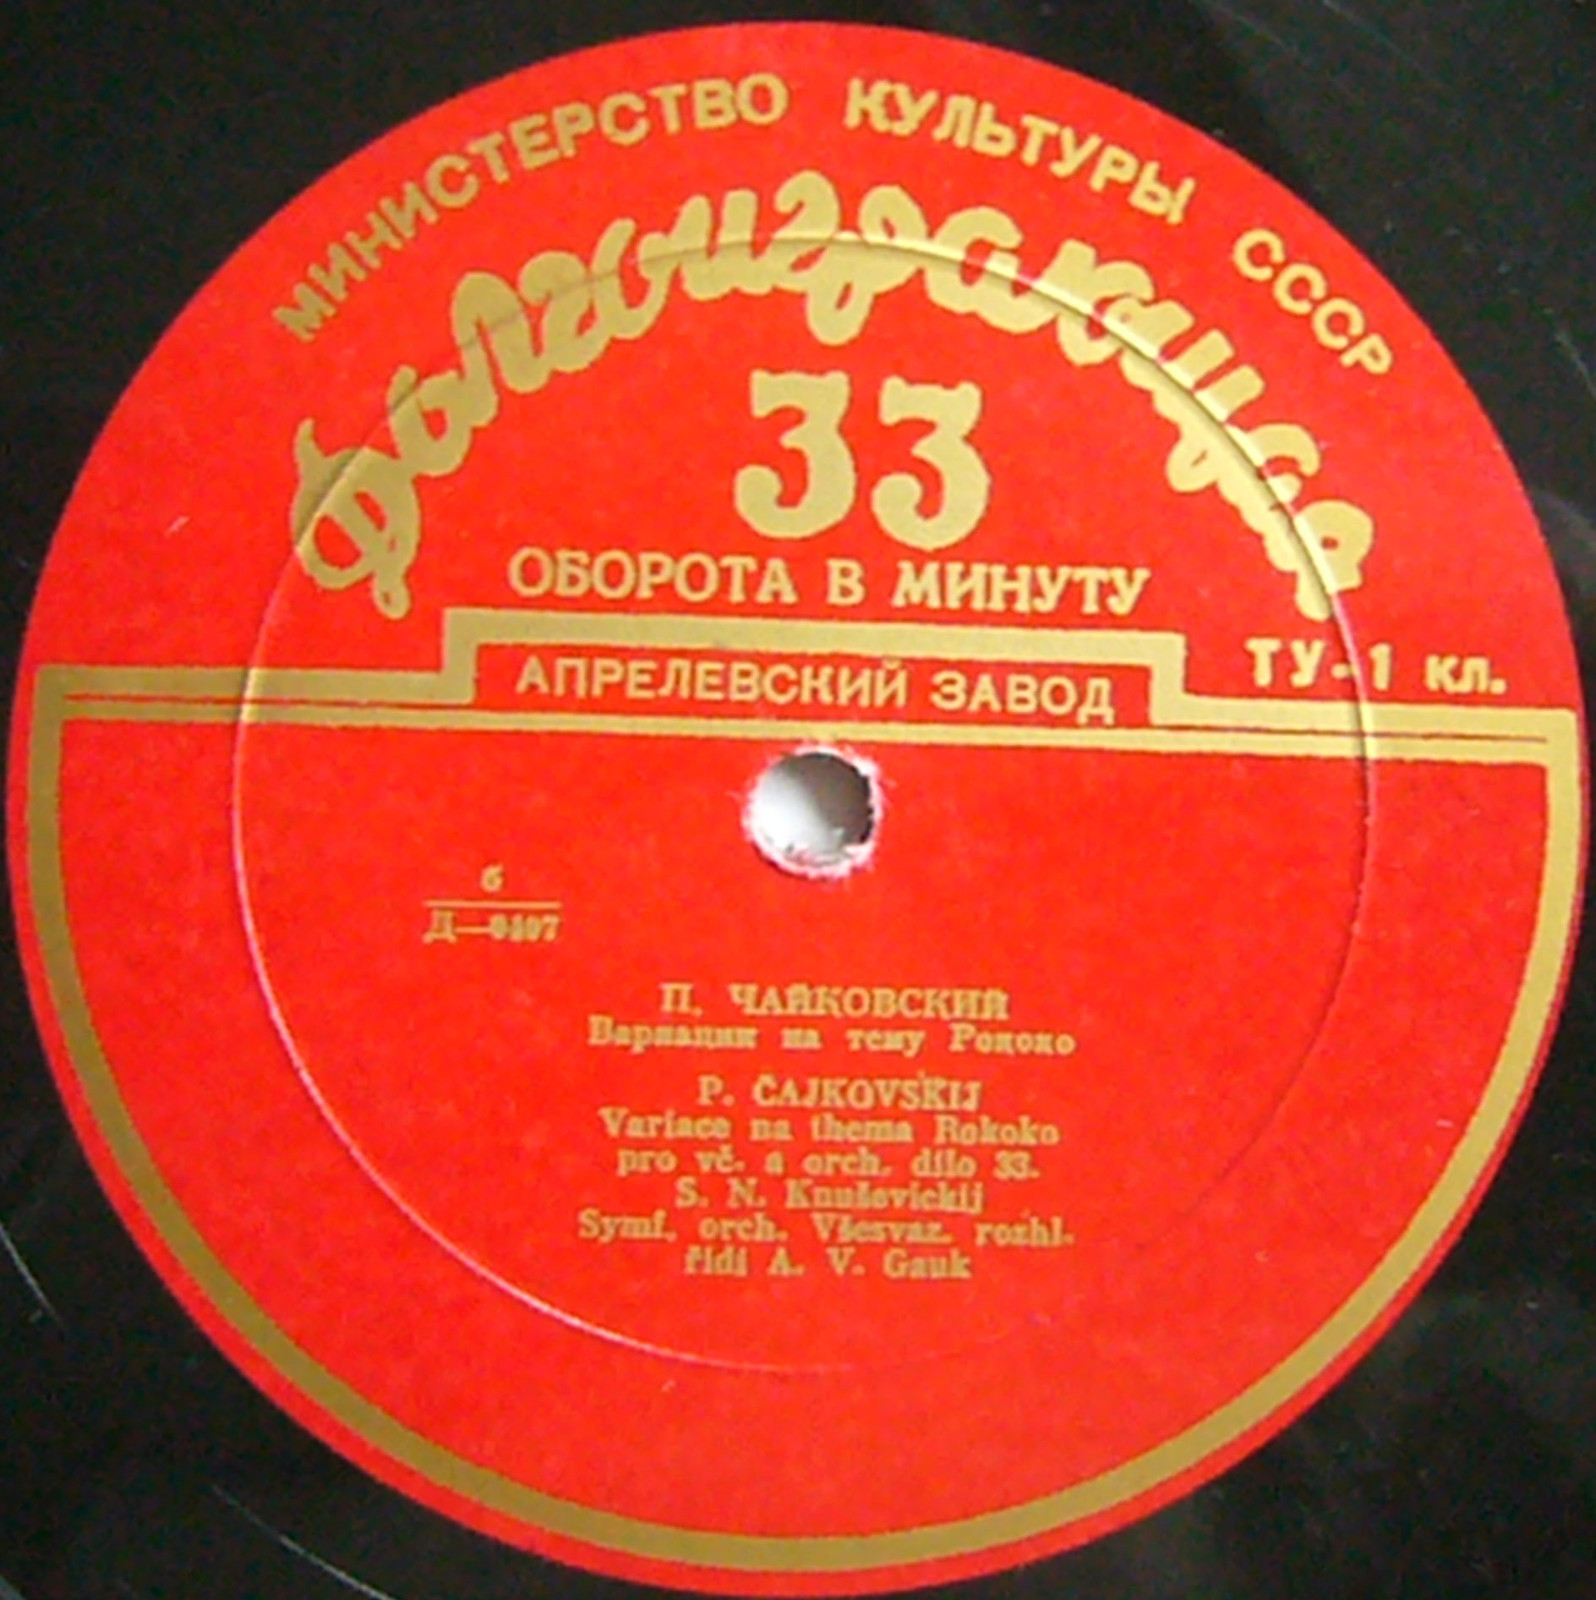 МИНИСТЕРСТВО КУЛЬТУРЫ СССР
Долгоиграющая
33
ОБОРОТА В МИНУТУ
АПРЕЛЕВСКИЙ ЗАВОД
ТУ-1 кл.
б
Д—0407
П. ЧАЙКОВСКИЙ
Вариации на тему Рококо
P. ČAJKOVSKIJ
Variace na thema Rokoko
pro vč. a orch. dílo 33.
S. N. Knuševickij
Symf. orch. Všesvaz. rozhl.
řídí A. V. Gauk